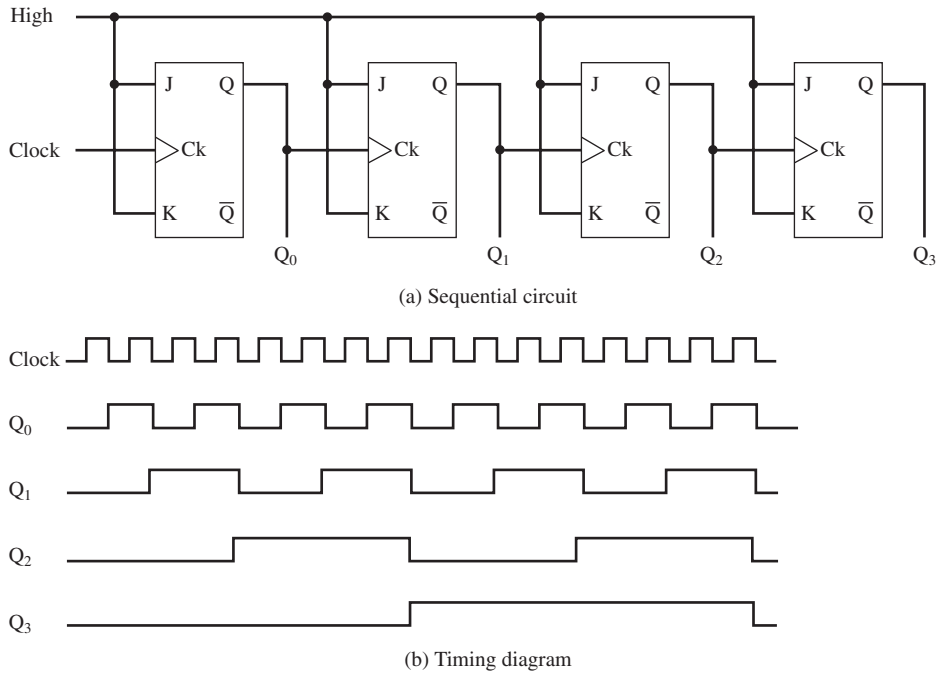 High
J Q J Q J Q J Q
Clock Ck Ck Ck Ck
K Q̅ K Q̅ K Q̅ K Q̅
Q₀ Q₁ Q₂ Q₃
(a) Sequential circuit
Clock
Q₀
Q₁
Q₂
Q₃
(b) Timing diagram